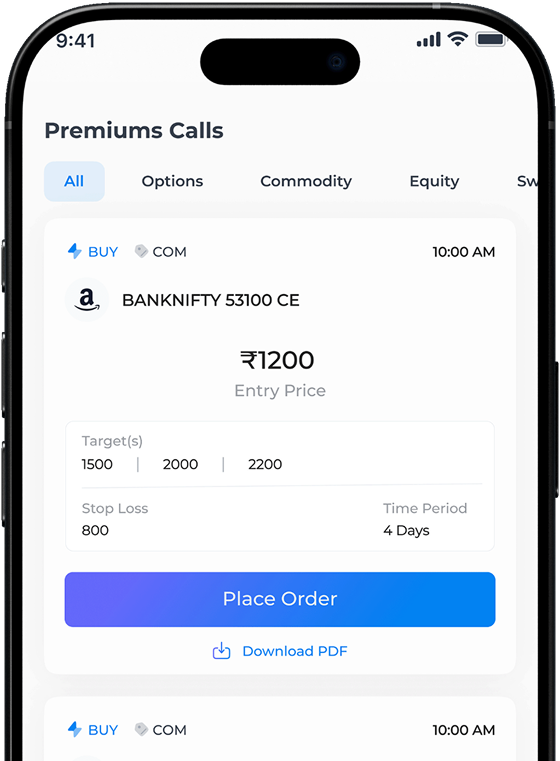 9:41
Premiums Calls
All Options Commodity Equity Sw
BUY COM 10:00 AM
a BANKNIFTY 53100 CE
₹1200
Entry Price
Target(s)
1500 | 2000 | 2200
Stop Loss Time Period
800 4 Days
Place Order
Download PDF
BUY COM 10:00 AM